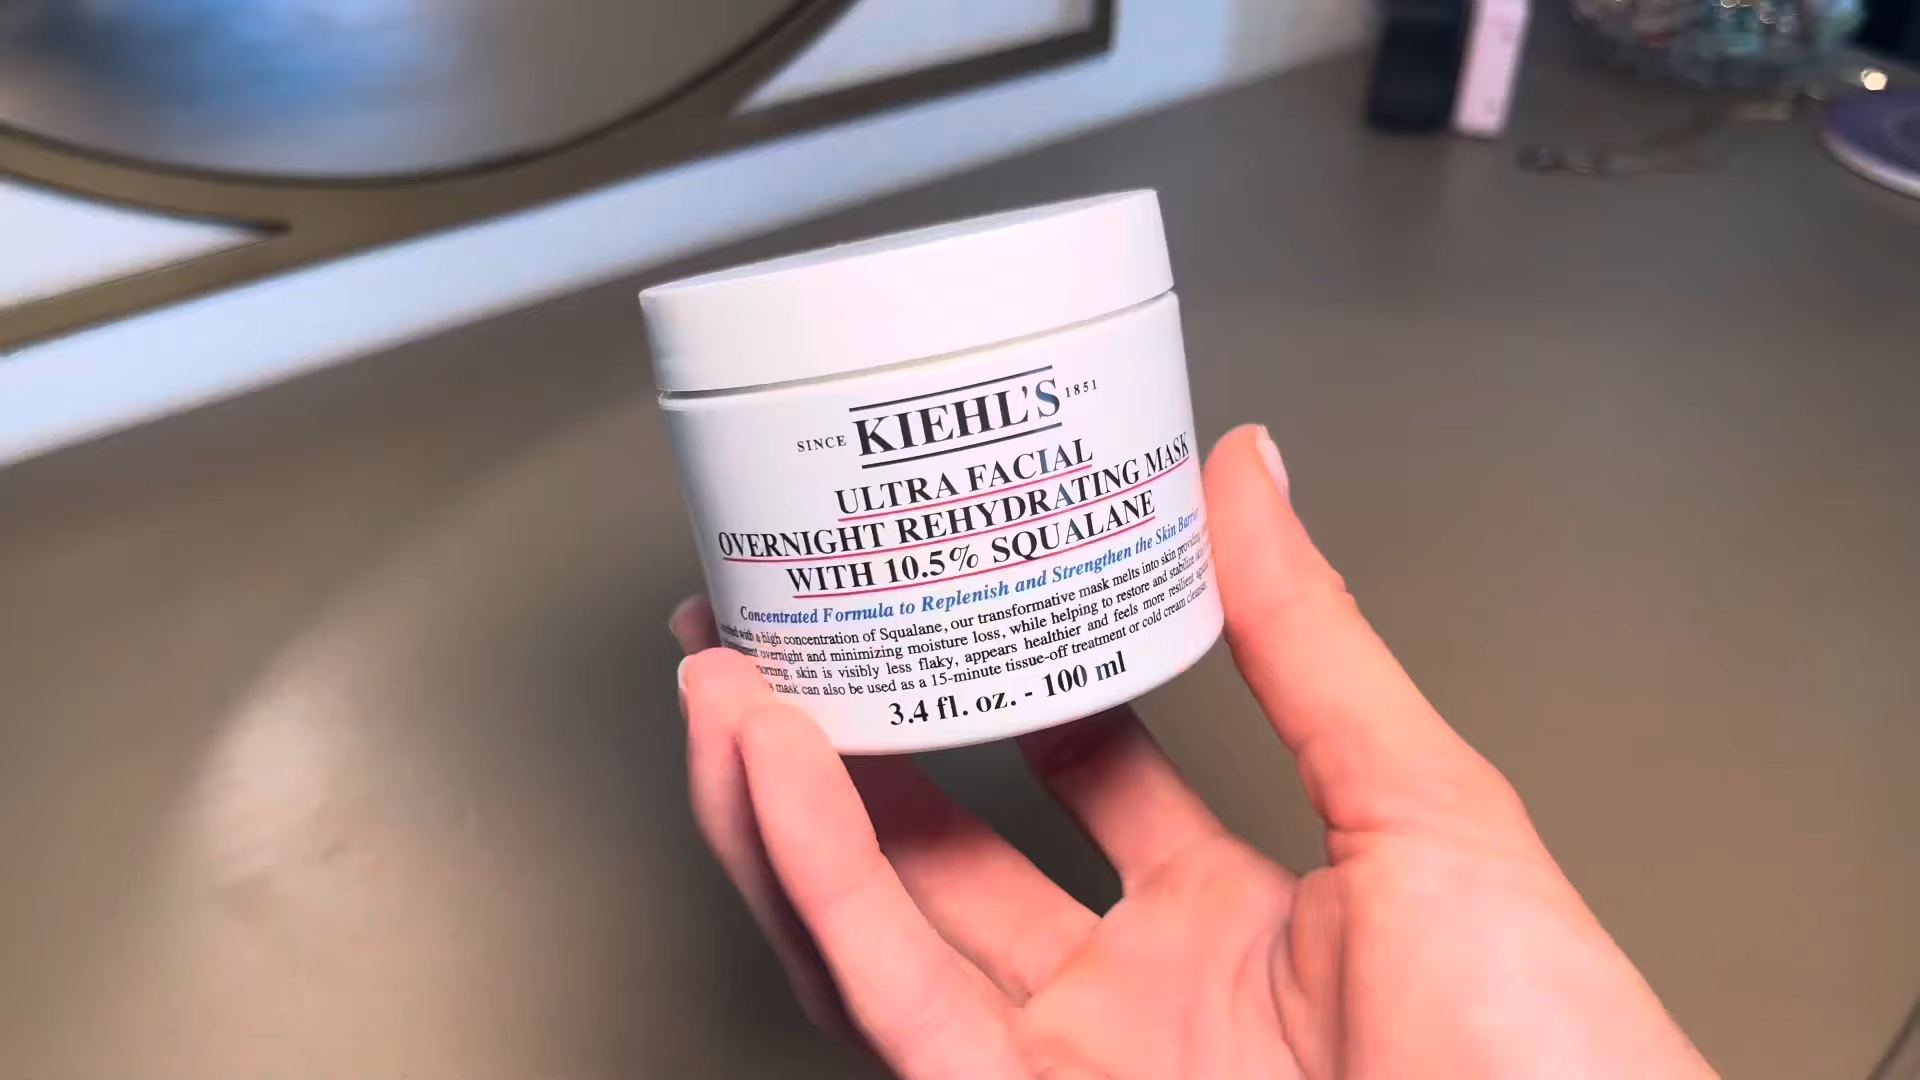 SINCE KIEHL'S 1851
ULTRA FACIAL
OVERNIGHT REHYDRATING MASK
WITH 10.5% SQUALANE
Concentrated Formula to Replenish and Strengthen the Skin Barrier
with a high concentration of Squalane, our transformative mask melts into skin providing
overnight and minimizing moisture loss, while helping to restore and stabilize
skin is visibly less flaky, appears healthier and feels more resilient against
mask can also be used as a 15-minute tissue-off treatment or cold cream cleanser.
3.4 fl. oz. - 100 ml